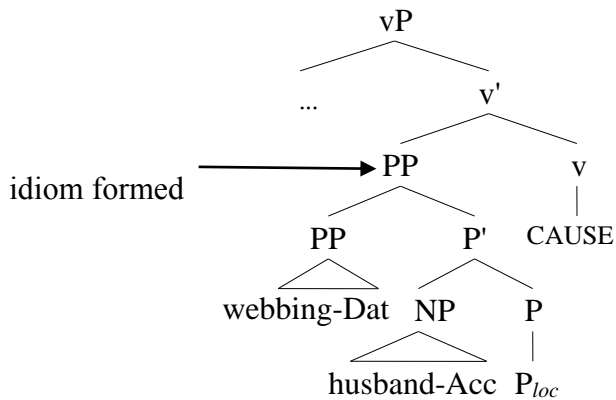 vP
... v'
idiom formed PP v
PP P' CAUSE
webbing-Dat NP P
husband-Acc Ploc